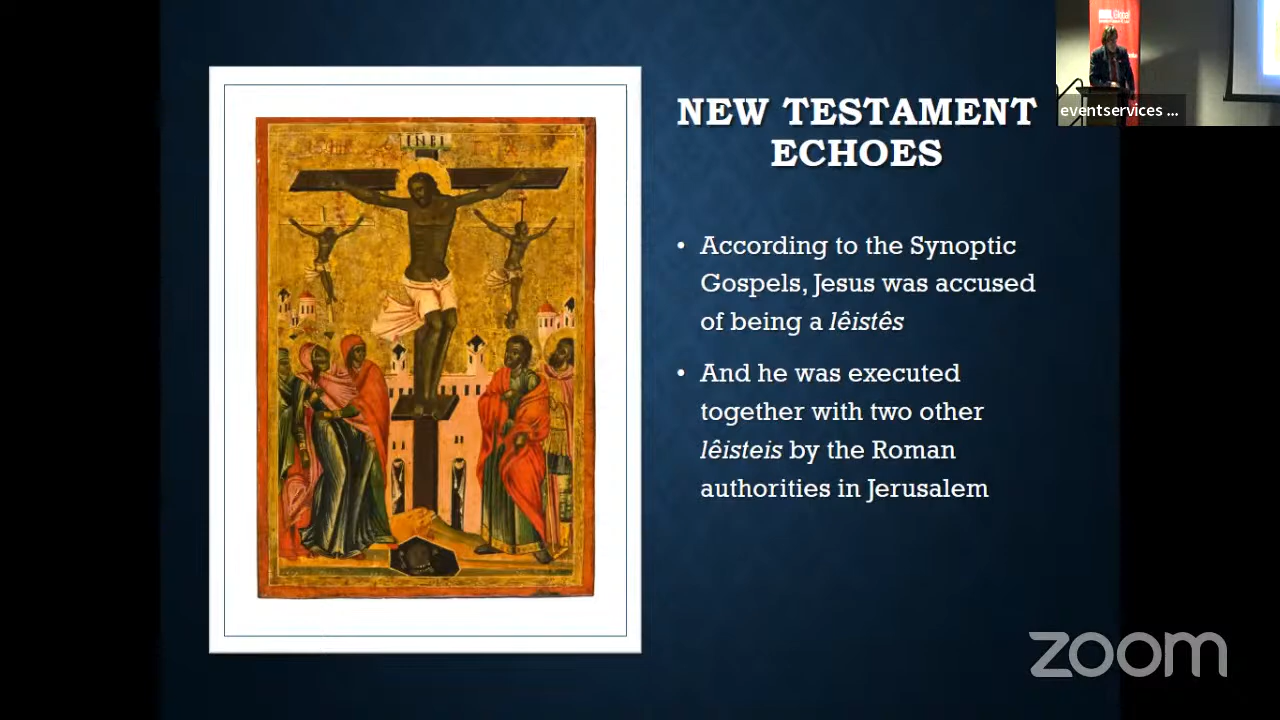 NEW TESTAMENT
ECHOES
• According to the Synoptic
Gospels, Jesus was accused
of being a lêistês
• And he was executed
together with two other
lêisteis by the Roman
authorities in Jerusalem
Global
eventservices ...
zoom